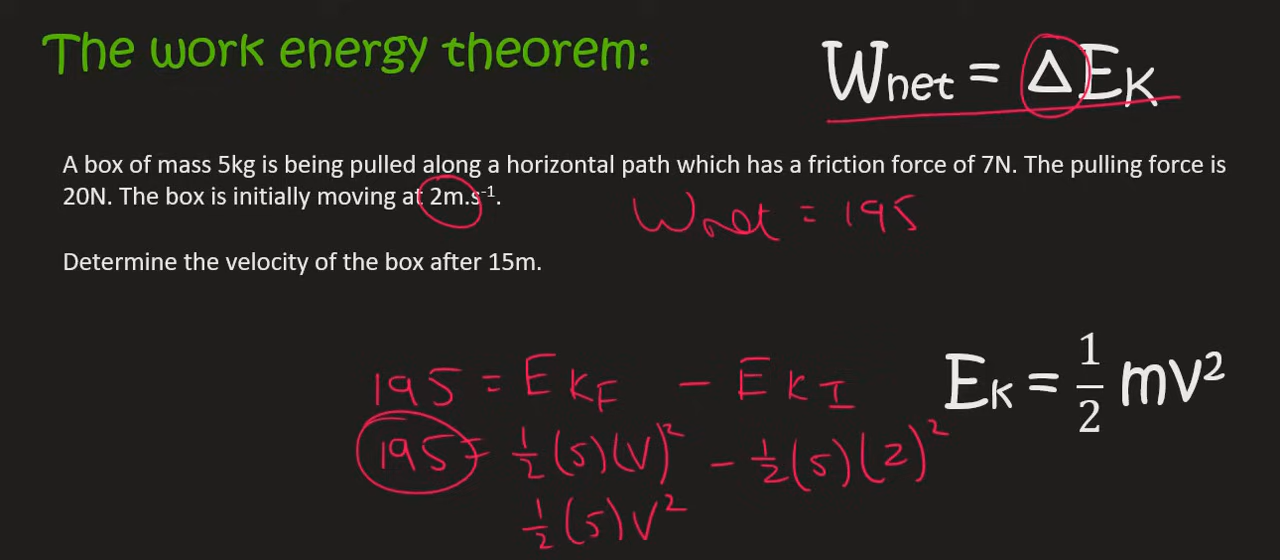 The work energy theorem:
Wnet = ΔEK
A box of mass 5kg is being pulled along a horizontal path which has a friction force of 7N. The pulling force is
20N. The box is initially moving at 2m.s⁻¹.
Wnet = 195
Determine the velocity of the box after 15m.
195 = EKF - EKI
EK = 1/2 mv²
195 = 1/2 (5)(V)² - 1/2 (5)(2)²
1/2 (5)V²